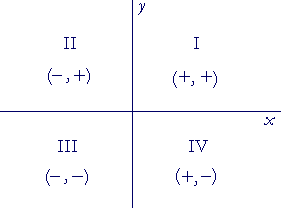 y
II I
(−,+) (+,+)
x
III IV
(−,−) (+,−)